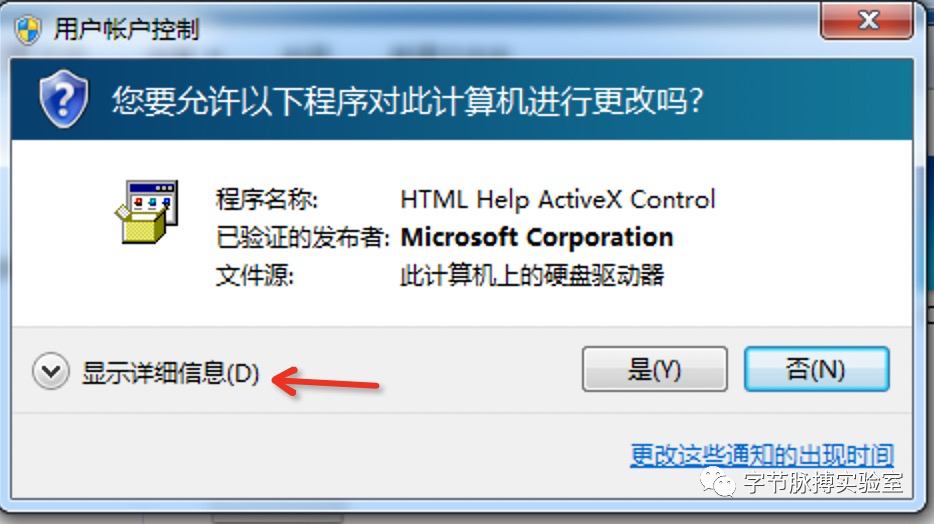 用户帐户控制
您要允许以下程序对此计算机进行更改吗?
程序名称: HTML Help ActiveX Control
已验证的发布者: Microsoft Corporation
文件源: 此计算机上的硬盘驱动器
显示详细信息(D)
是(Y)
否(N)
更改这些通知的出现时间
字节脉搏实验室